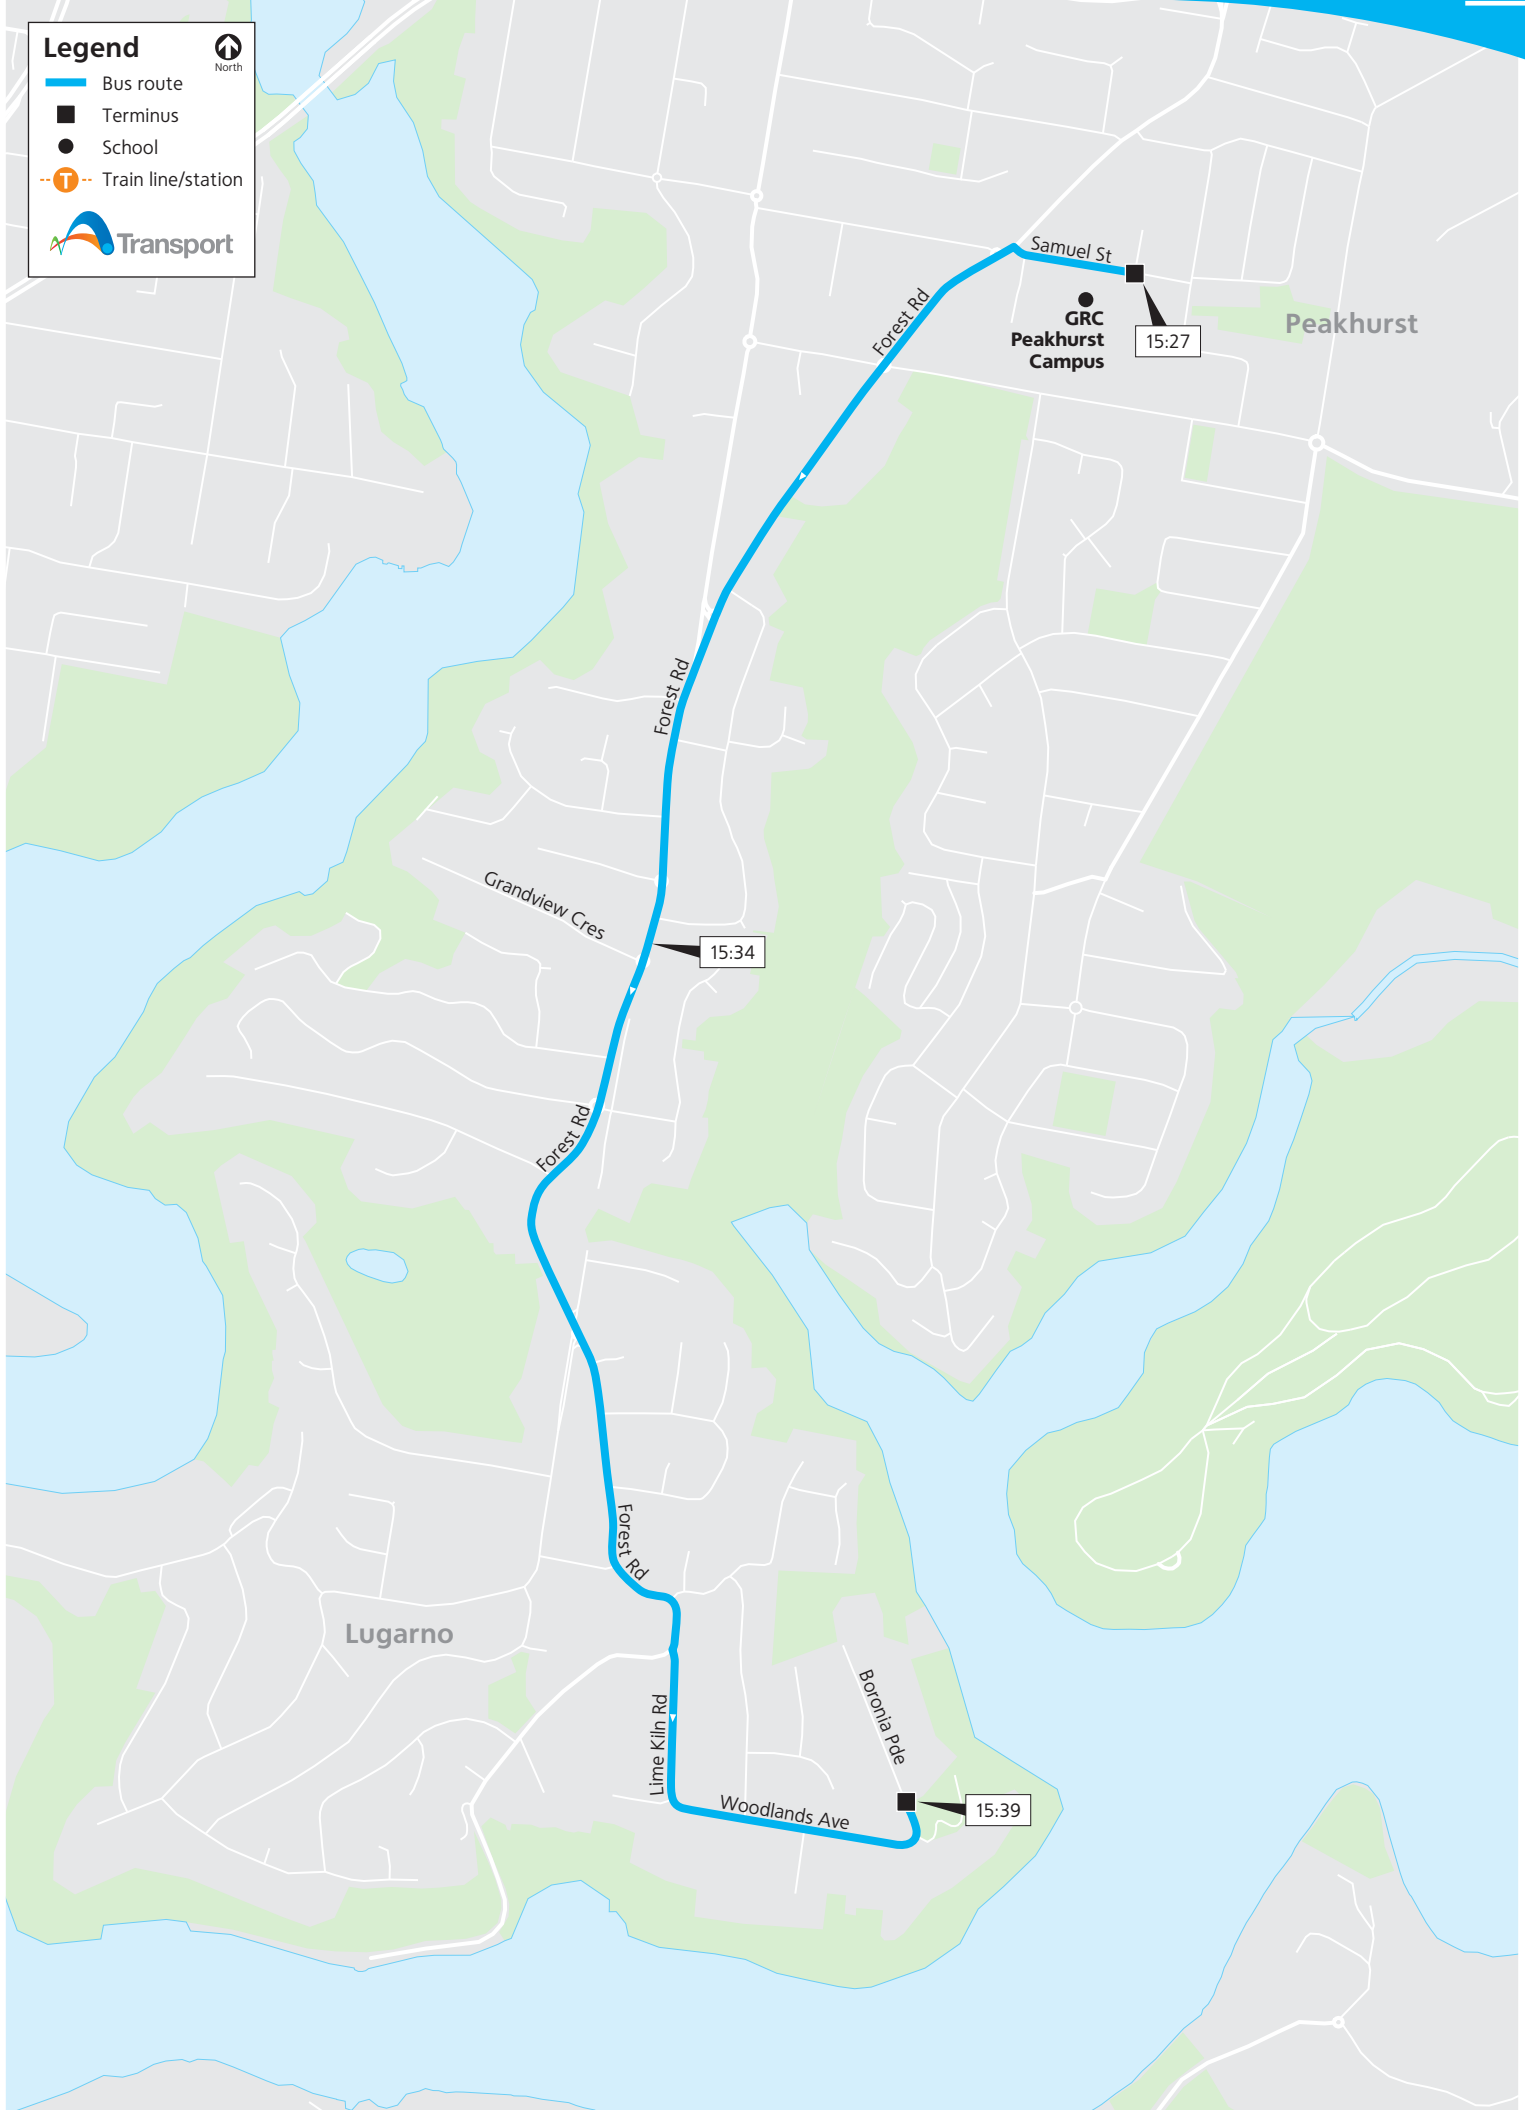 Legend
North
Bus route
Terminus
School
T
Train line/station
Transport
Samuel St
Forest Rd
GRC
Peakhurst
Campus
15:27
Peakhurst
Forest Rd
Grandview Cres
15:34
Forest Rd
Forest Rd
Lugarno
Boronia Pde
Lime Kiln Rd
Woodlands Ave
15:39